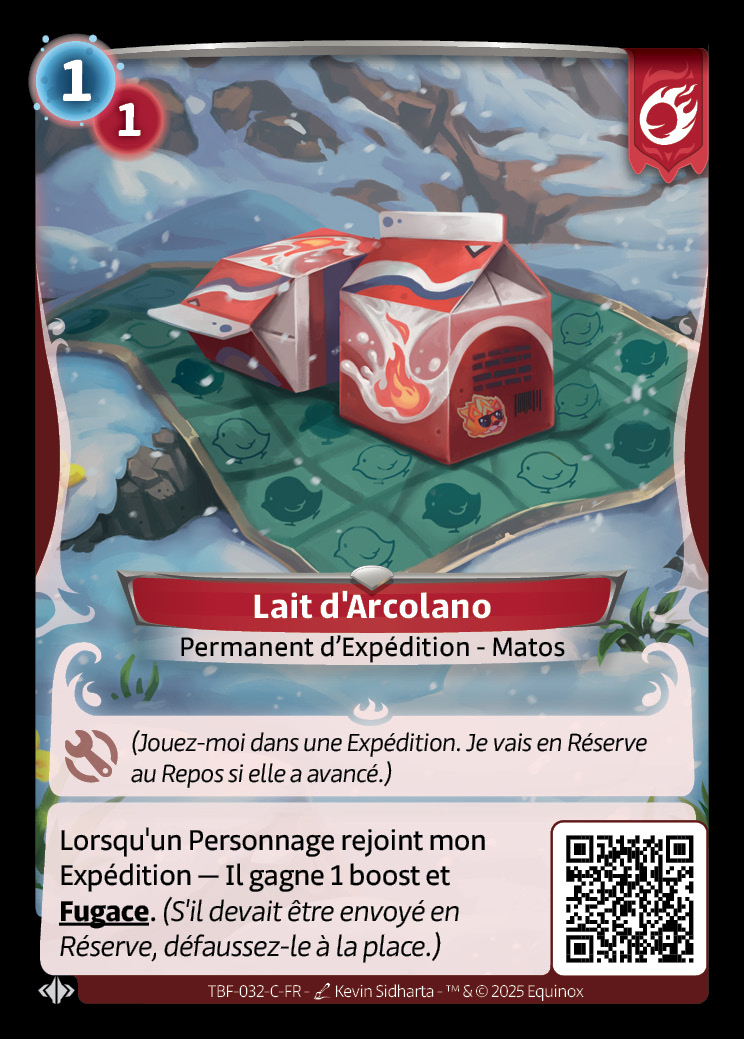 1
1
Lait d'Arcolano
Permanent d’Expédition - Matos
(Jouez-moi dans une Expédition. Je vais en Réserve
au Repos si elle a avancé.)
Lorsqu'un Personnage rejoint mon
Expédition — Il gagne 1 boost et
Fugace. (S'il devait être envoyé en
Réserve, défaussez-le à la place.)
TBF-032-C-FR - Kevin Sidharta - ™ & © 2025 Equinox